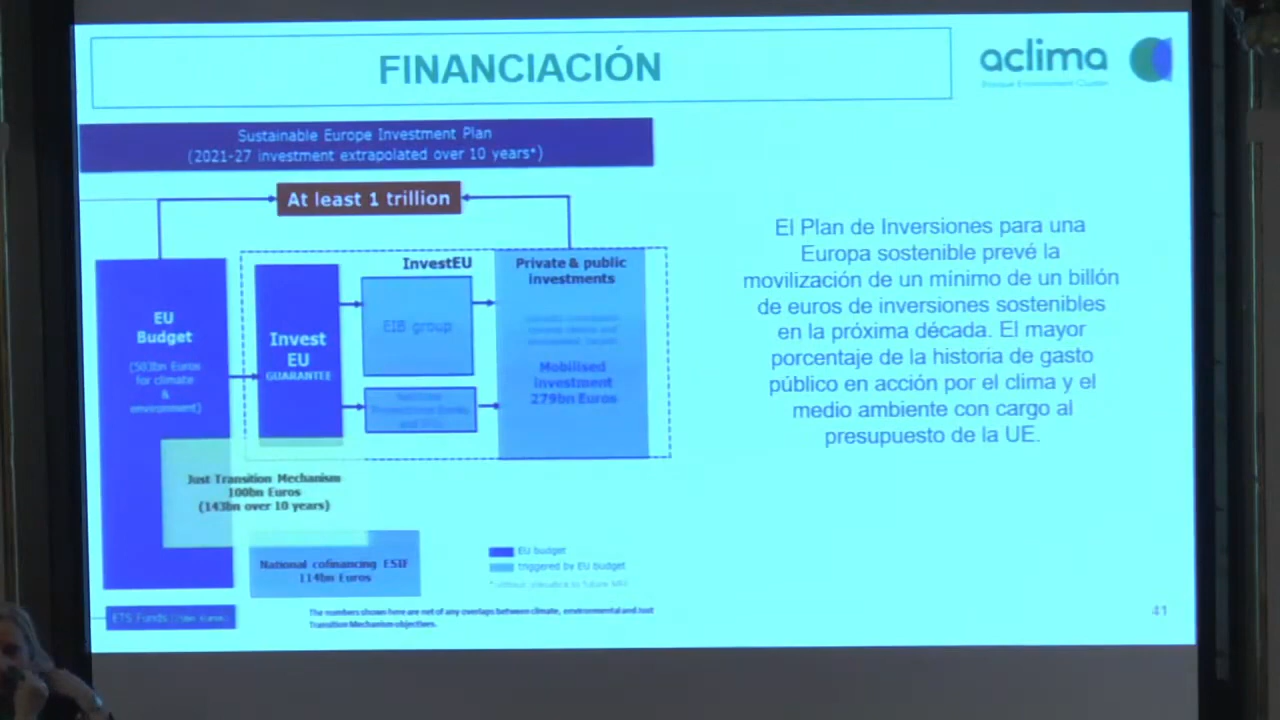 FINANCIACIÓN
aclima
Sustainable Europe Investment Plan
(2021-27 investment extrapolated over 10 years*)
At least 1 trillion
EU
Budget
(503bn Euros
for climate
&
environment)
InvestEU
Invest
EU
GUARANTEE
EIB group
Private & public
investments
Mobilised
investment
279bn Euros
Just Transition Mechanism
100bn Euros
(143bn over 10 years)
National cofinancing ESIF
114bn Euros
EU budget
triggered by EU budget
ETS Funds
The numbers shown here are net of any overlaps between climate, environmental and Just
Transition Mechanism objectives.
El Plan de Inversiones para una
Europa sostenible prevé la
movilización de un mínimo de un billón
de euros de inversiones sostenibles
en la próxima década. El mayor
porcentaje de la historia de gasto
público en acción por el clima y el
medio ambiente con cargo al
presupuesto de la UE.
41